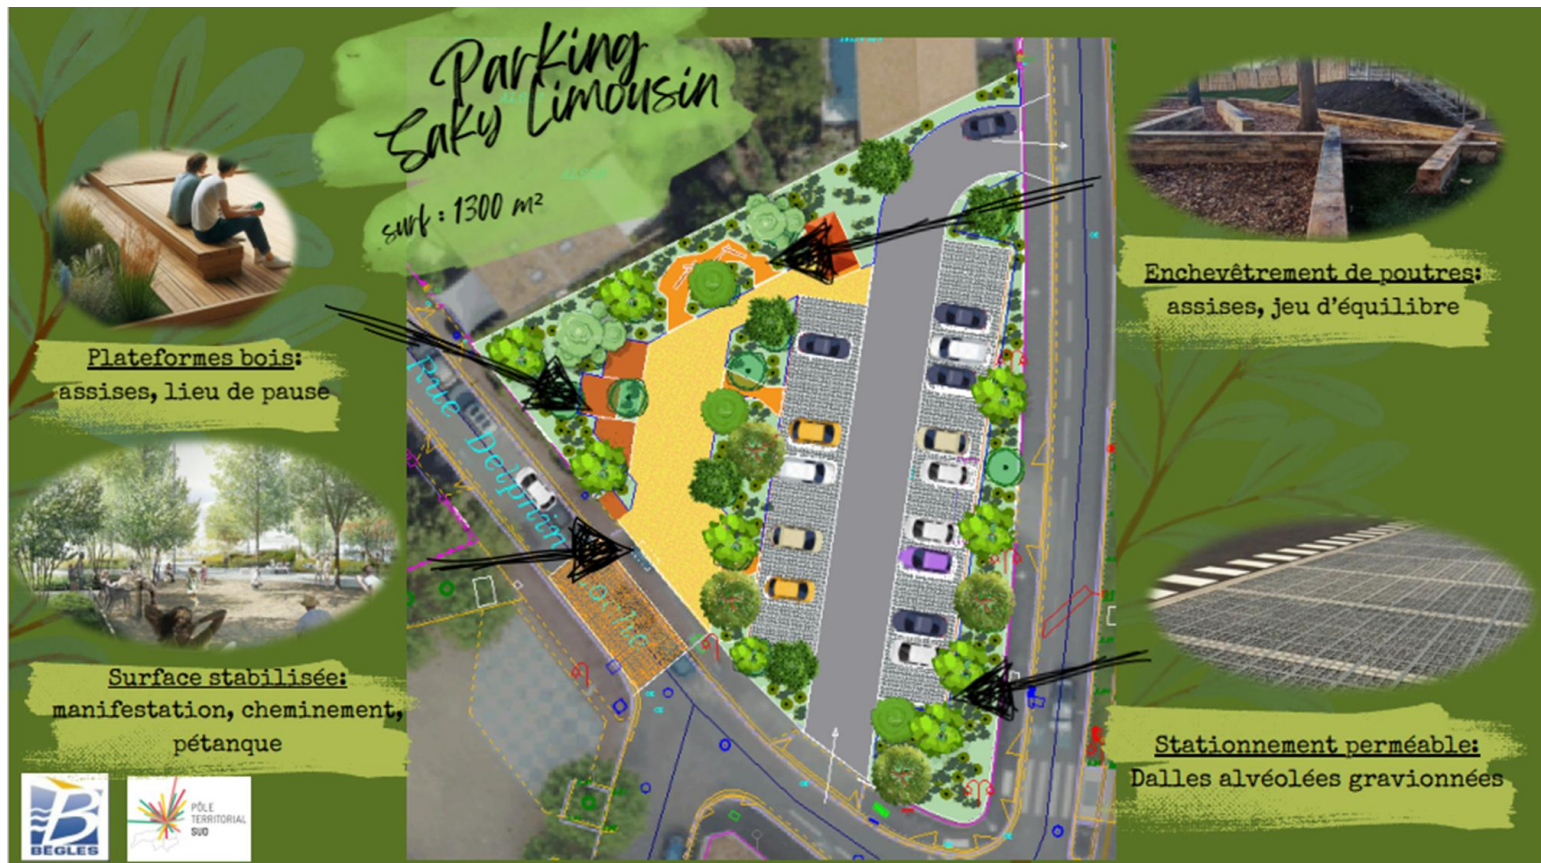 Parking
Saky Limousin
surf : 1300 m²
Plateformes bois:
assises, lieu de pause
Surface stabilisée:
manifestation, cheminement,
pétanque
Enchevêtrement de poutres:
assises, jeu d'équilibre
Stationnement perméable:
Dalles alvéolées gravionnées
Rue Delphin
BEGLES
PÔLE
TERRITORIAL
SUD